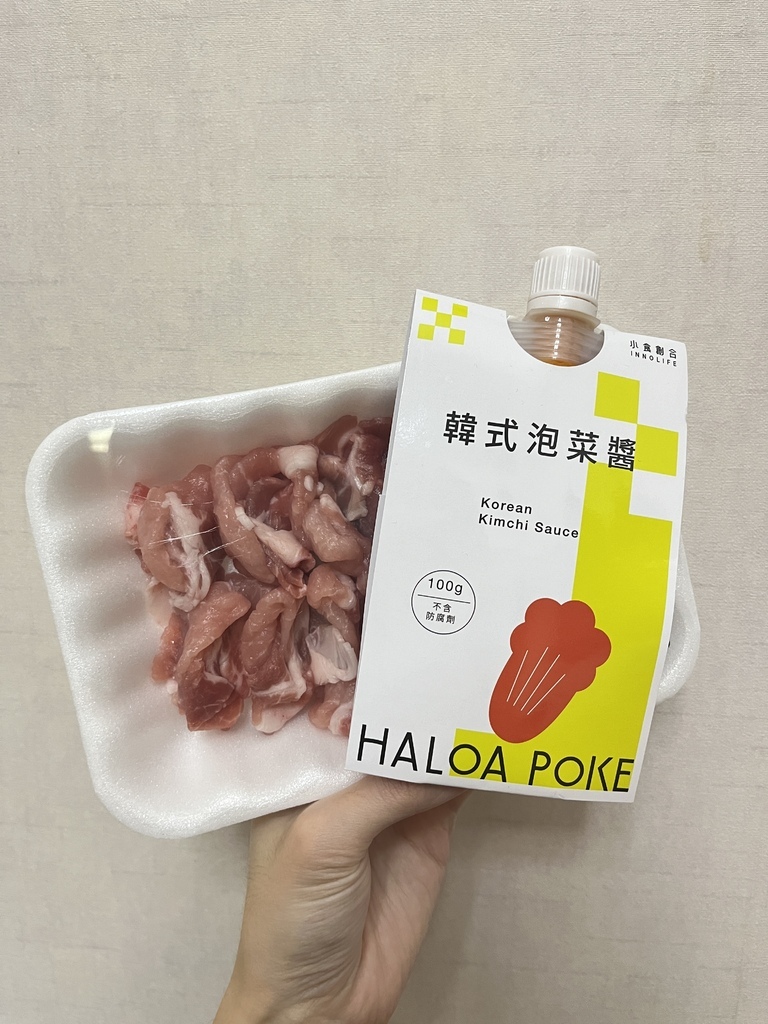 小食創合
INNOLIFE
韓式泡菜醬
Korean
Kimchi Sauce
100g
不含
防腐劑
HALOA POKE